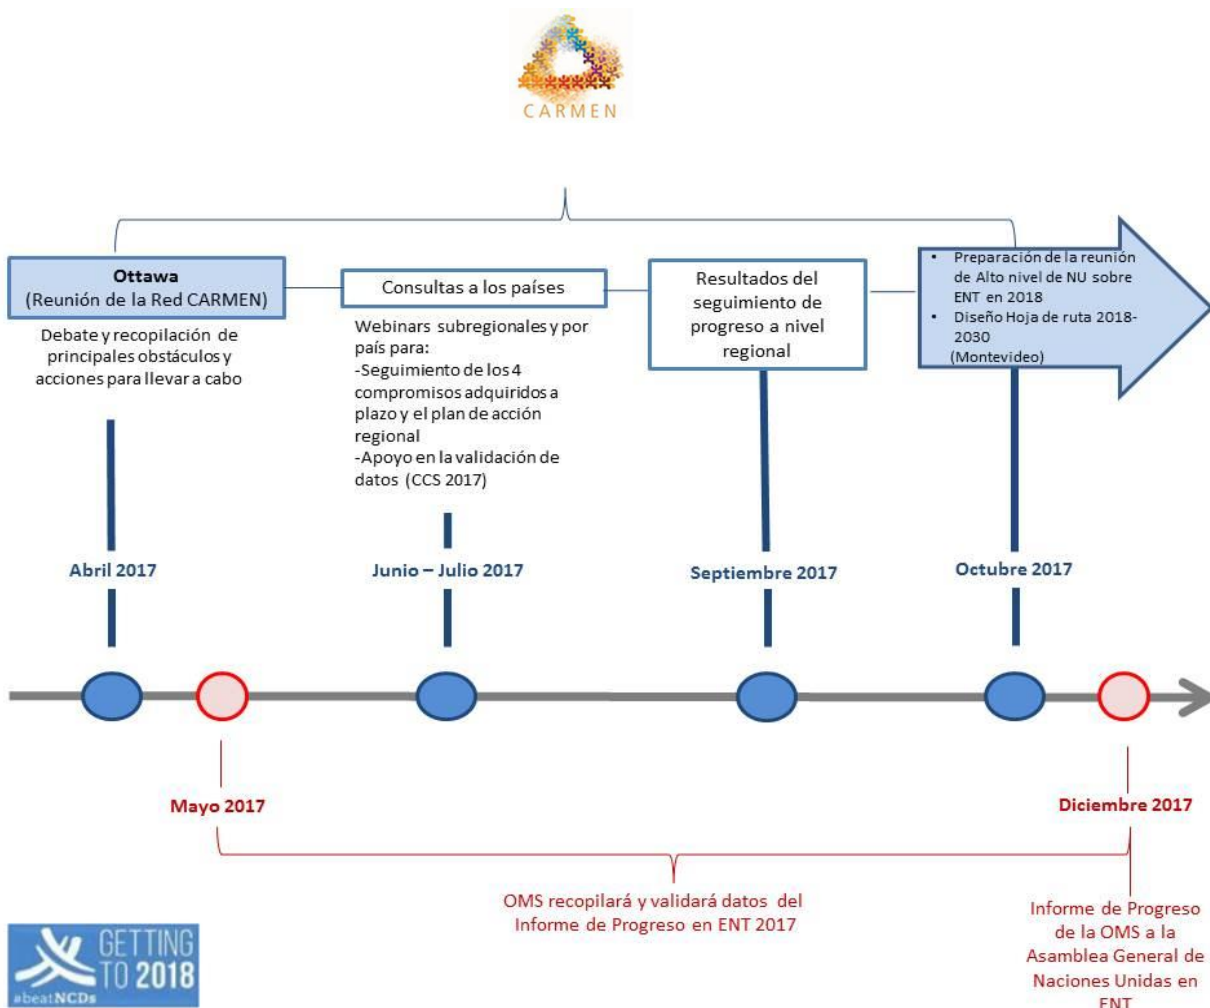 CARMEN
Ottawa
(Reunión de la Red CARMEN)
Debate y recopilación de
principales obstáculos y
acciones para llevar a cabo
Consultas a los países
Webinars subregionales y por
país para:
-Seguimiento de los 4
compromisos adquiridos a
plazo y el plan de acción
regional
-Apoyo en la validación de
datos (CCS 2017)
Resultados del
seguimiento de
progreso a nivel
regional
• Preparación de la reunión
de Alto nivel de NU sobre
ENT en 2018
• Diseño Hoja de ruta 2018-
2030
(Montevideo)
Abril 2017
Junio – Julio 2017
Septiembre 2017
Octubre 2017
Mayo 2017
Diciembre 2017
OMS recopilará y validará datos del
Informe de Progreso en ENT 2017
Informe de Progreso
de la OMS a la
Asamblea General de
Naciones Unidas en
ENT
GETTING
TO 2018
#beatNCDs